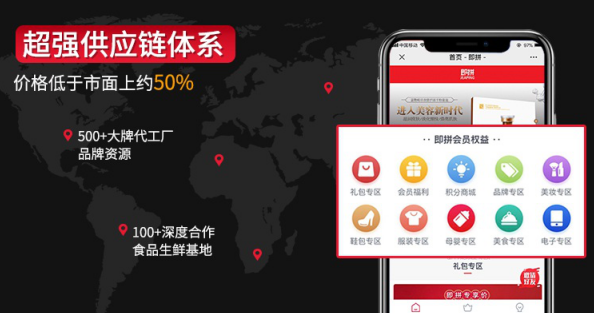 超强供应链体系
价格低于市面上约50%
500+大牌代工厂
品牌资源
100+深度合作
食品生鲜基地
中国移动
97%
首页 - 即拼 -
即拼
进入美容新时代
·· 即拼会员权益 ··
礼包专区 会员福利 积分商城 品牌专区 美妆专区
鞋包专区 服装专区 母婴专区 美食专区 电子专区
礼包专区
邀请
好友
即拼专享价